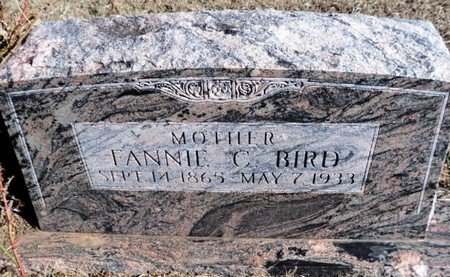 MOTHER
FANNIE C. BIRD
SEPT. 14, 1865 MAY 7, 1933